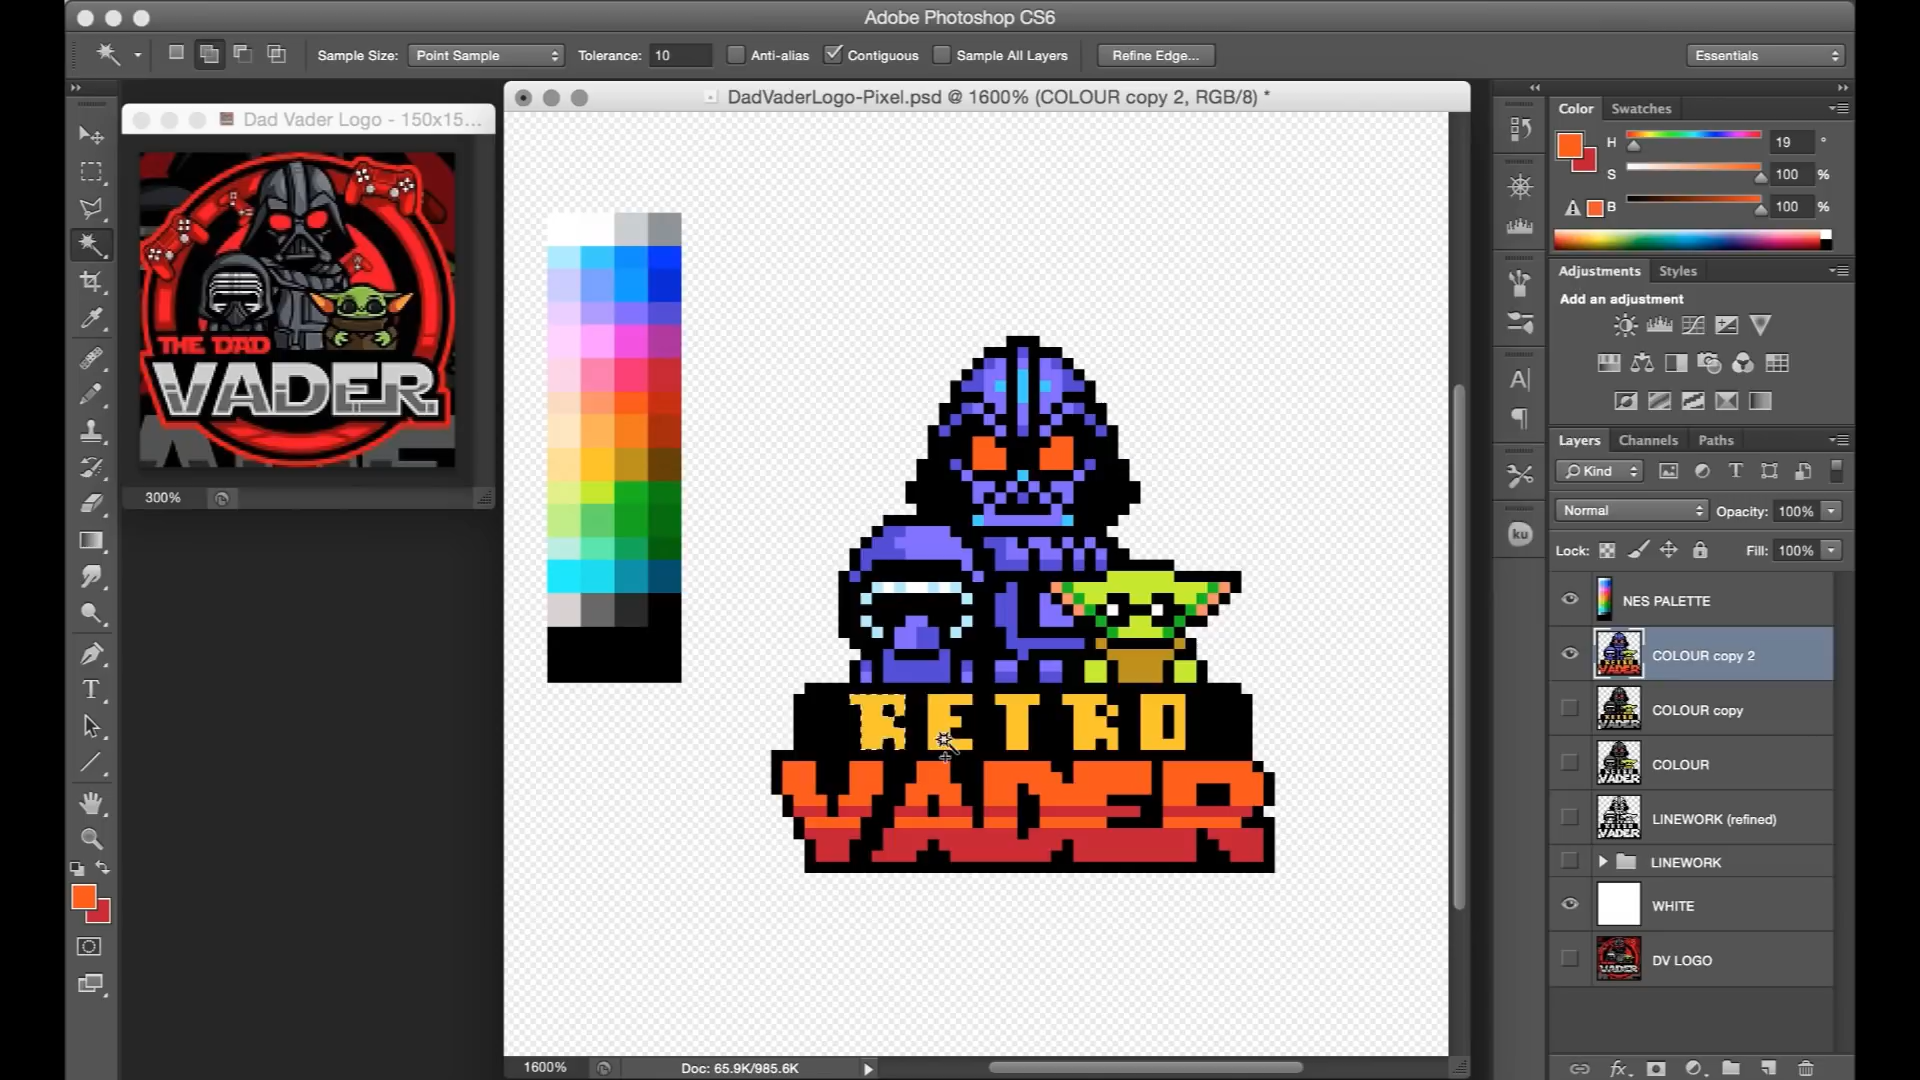 Adobe Photoshop CS6
Sample Size: Point Sample Tolerance: 10 Anti-alias Contiguous Sample All Layers Refine Edge... Essentials
Dad Vader Logo - 150x15...
THE DAD
VADER
300%
DadVaderLogo-Pixel.psd @ 1600% (COLOUR copy 2, RGB/8) *
RETRO
VADER
1600% Doc: 65.9K/985.6K
Color Swatches
H 19 °
S 100 %
B 100 %
Adjustments Styles
Add an adjustment
Layers Channels Paths
Kind
Normal Opacity: 100%
Lock: Fill: 100%
NES PALETTE
COLOUR copy 2
COLOUR copy
COLOUR
LINEWORK (refined)
LINEWORK
WHITE
DV LOGO
ku